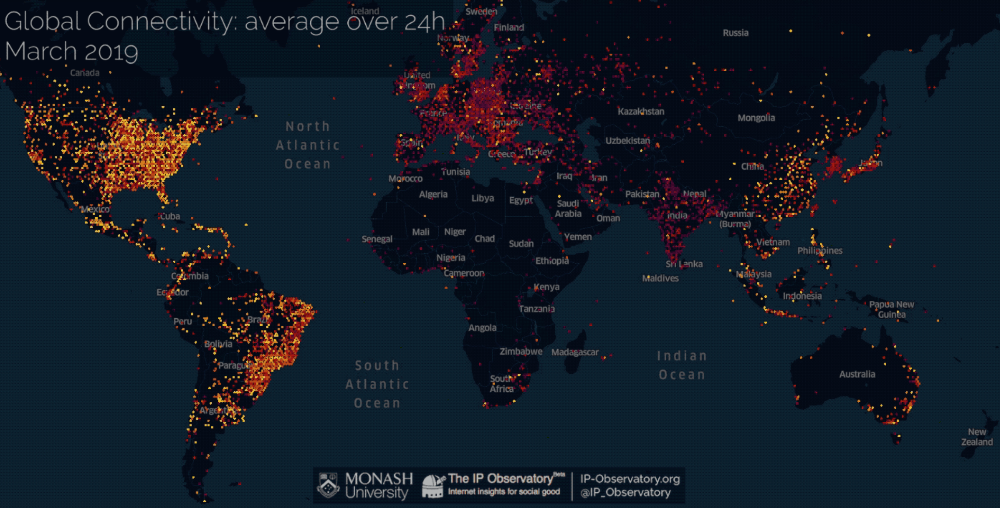 Global Connectivity: average over 24h
March 2019
Iceland
Sweden
Finland
Norway
Russia
Canada
United
Kingdom
Ukraine
France
Romania
Kazakhstan
Mongolia
North
Atlantic
Ocean
Spain
Italy
Uzbekistan
Greece
Turkey
China
Japan
Tunisia
Morocco
Iraq
Iran
Algeria
Libya
Egypt
Pakistan
Nepal
Saudi
Arabia
Mexico
Cuba
Oman
India
Myanmar
(Burma)
Mali
Niger
Chad
Senegal
Sudan
Yemen
Vietnam
Philippines
Nigeria
Ethiopia
Sri Lanka
Cameroon
Maldives
Malaysia
Colombia
Ecuador
Kenya
Indonesia
Papua New
Guinea
Tanzania
Peru
Brazil
Angola
Bolivia
Zimbabwe
Madagascar
Indian
Ocean
Paraguay
South
Atlantic
Ocean
South
Africa
Australia
Argentina
New
Zealand
MONASH
University
The IP Observatory Beta
Internet insights for social good
IP-Observatory.org
@IP_Observatory